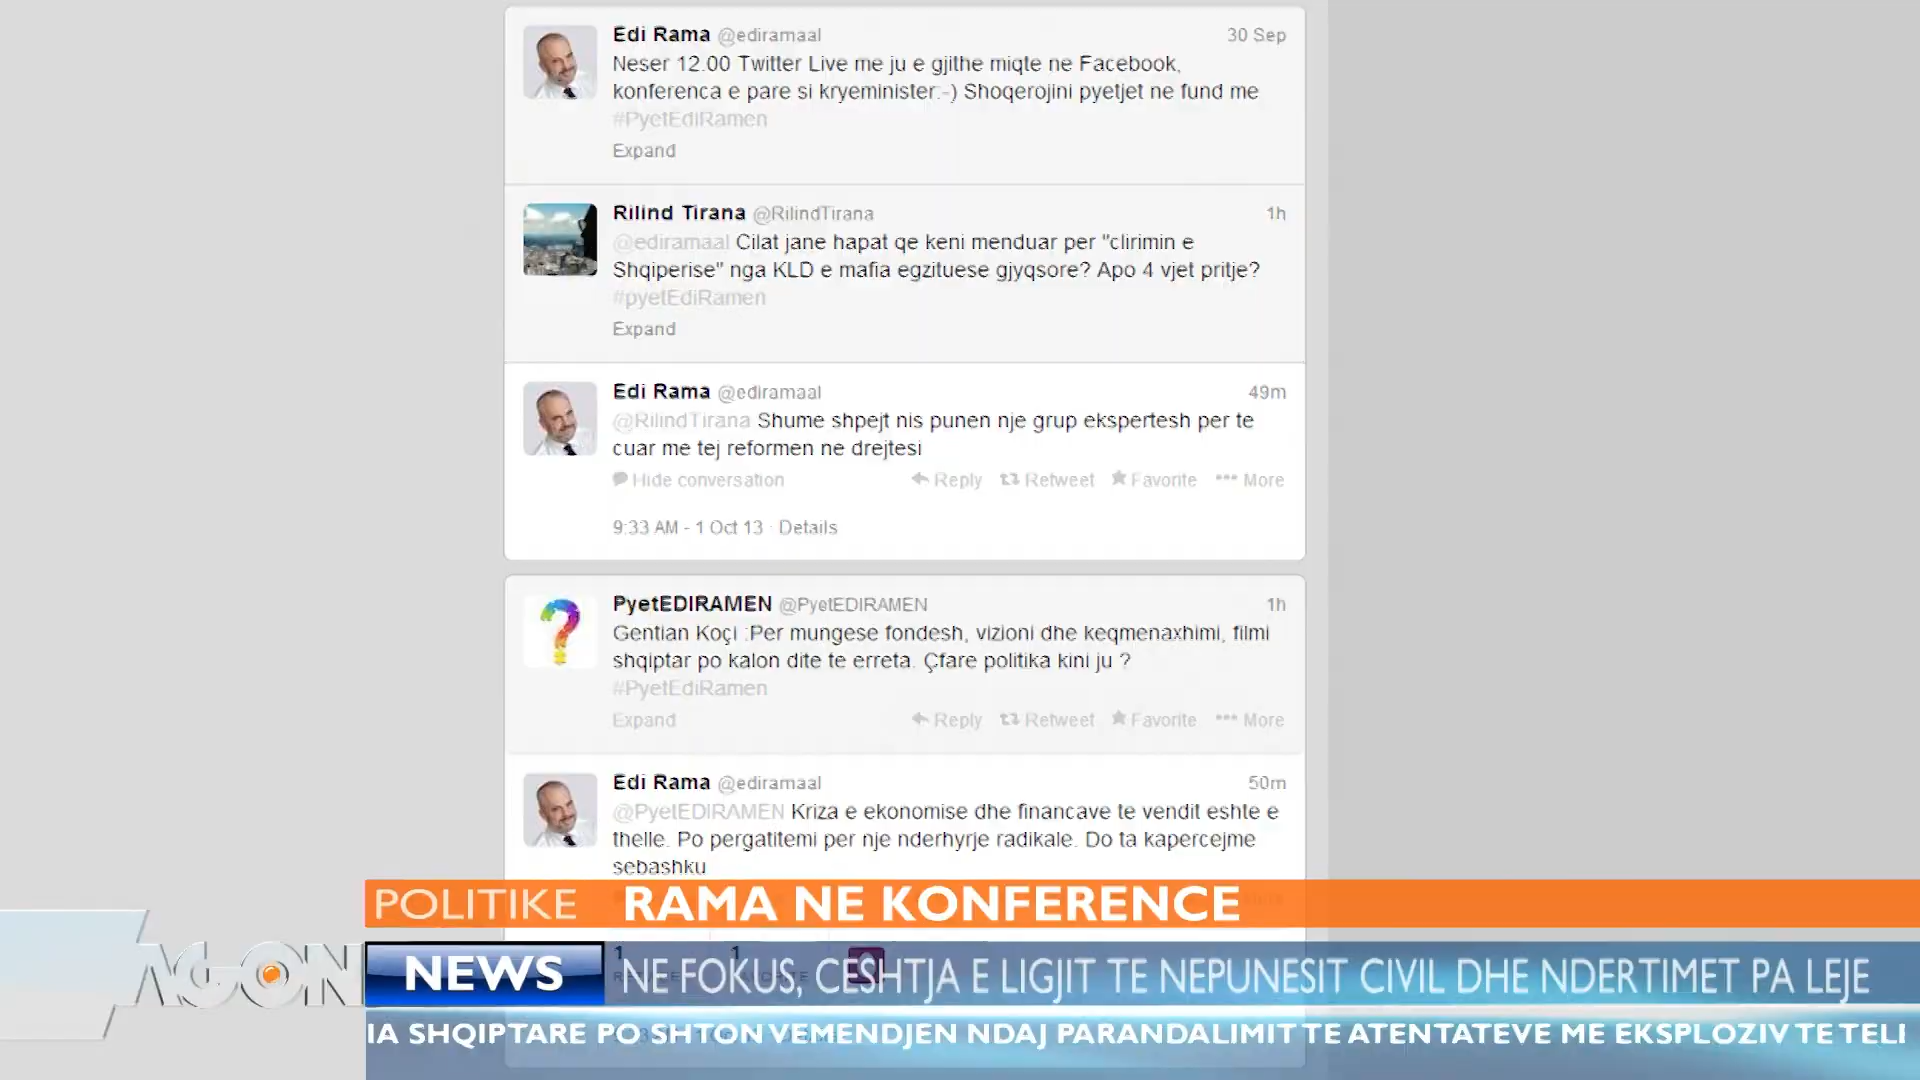 Edi Rama @ediramaal 30 Sep
Neser 12.00 Twitter Live me ju e gjithe miqte ne Facebook,
konferenca e pare si kryeminister:-) Shoqerojini pyetjet ne fund me
#PyetEdiRamen
Expand
Rilind Tirana @RilindTirana 1h
@ediramaal Cilat jane hapat qe keni menduar per "clirimin e
Shqiperise" nga KLD e mafia egzituese gjyqsore? Apo 4 vjet pritje?
#pyetEdiRamen
Expand
Edi Rama @ediramaal 49m
@RilindTirana Shume shpejt nis punen nje grup ekspertesh per te
cuar me tej reformen ne drejtesi
Hide conversation Reply Retweet Favorite More
9:33 AM - 1 Oct 13 · Details
PyetEDIRAMEN @PyetEDIRAMEN 1h
Gentian Koçi :Per mungese fondesh, vizioni dhe keqmenaxhimi, filmi
shqiptar po kalon dite te erreta. Çfare politika kini ju ?
#PyetEdiRamen
Expand Reply Retweet Favorite More
Edi Rama @ediramaal 50m
@PyetEDIRAMEN Kriza e ekonomise dhe financave te vendit eshte e
thelle. Po pergatitemi per nje nderhyrje radikale. Do ta kapercejme
sebashku
POLITIKE RAMA NE KONFERENCE
1 1
AGON NEWS NE FOKUS, CESHTJA E LIGJIT TE NEPUNESIT CIVIL DHE NDERTIMET PA LEJE
IA SHQIPTARE PO SHTON VEMENDJEN NDAJ PARANDALIMIT TE ATENTATEVE ME EKSPLOZIV TE TELI